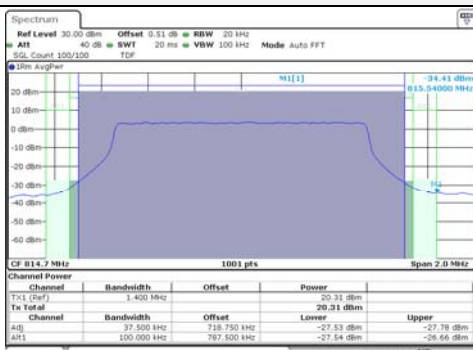 Spectrum
Ref Level 30.00 dBm Offset 0.51 dB RBW 20 kHz
Att 40 dB SWT 20 ms VBW 100 kHz Mode Auto FFT
SGL Count 100/100 TDF
1Rm AvgPwr
M1[1] -34.41 dBm
815.54000 MHz
20 dBm
10 dBm
0 dBm
-10 dBm
-20 dBm
-30 dBm
-40 dBm
-50 dBm
-60 dBm
M1
CF 814.7 MHz 1001 pts Span 2.0 MHz
Channel Power
Channel Bandwidth Offset Power
TX1 (Ref) 1.400 MHz 20.31 dBm
Tx Total 20.31 dBm
Channel Bandwidth Offset Lower Upper
Adj 37.500 kHz 718.750 kHz -27.53 dBm -27.78 dBm
Alt1 100.000 kHz 787.500 kHz -27.54 dBm -26.66 dBm